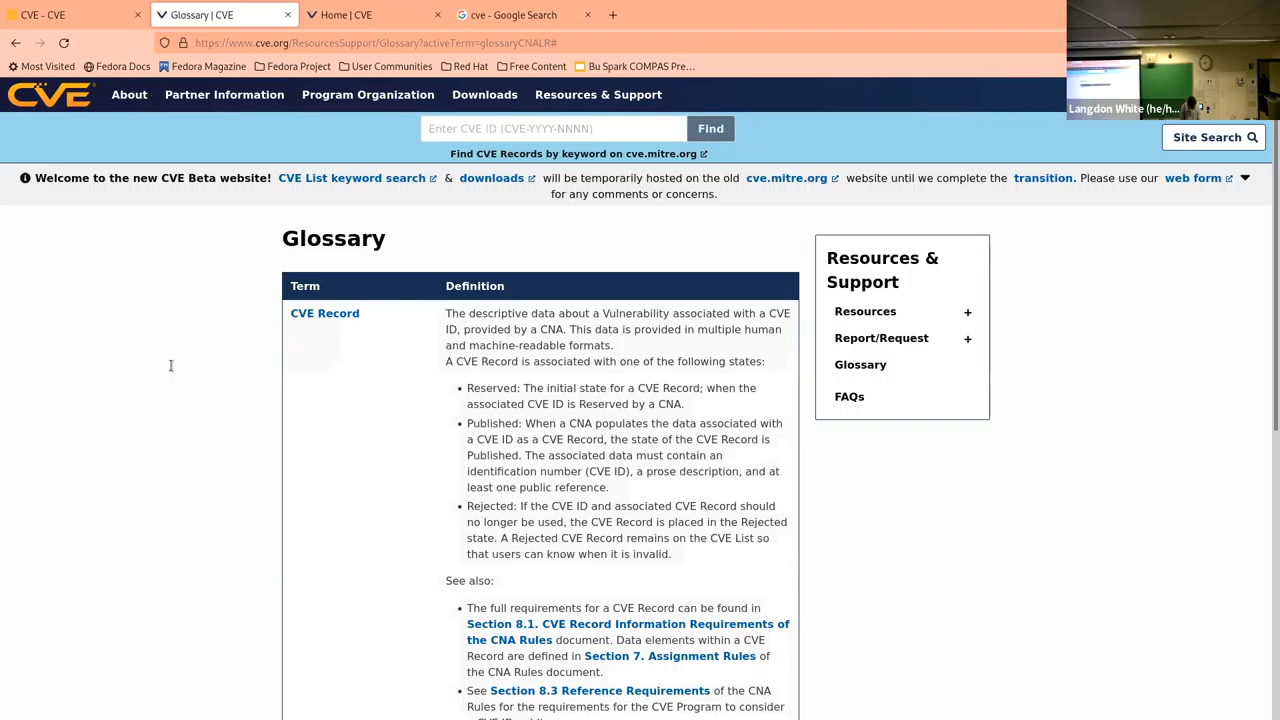 CVE - CVE
Glossary | CVE
Home | CVE
cve - Google Search
https://www.cve.org/ResourcesSupport/Glossary?activeTerm=glossaryCNALR#
Most Visited
Fedora Docs
Fedora Magazine
Fedora Project
User Communities
Red Hat
Free Content
Bu Spark COMPAS Pre...
Langdon White (he/h...
CVE
About
Partner Information
Program Organization
Downloads
Resources & Support
Enter CVE ID (CVE-YYYY-NNNN)
Find
Find CVE Records by keyword on cve.mitre.org
Site Search
Welcome to the new CVE Beta website! CVE List keyword search & downloads will be temporarily hosted on the old cve.mitre.org website until we complete the transition. Please use our web form
for any comments or concerns.
Glossary
Term
Definition
CVE Record
The descriptive data about a Vulnerability associated with a CVE
ID, provided by a CNA. This data is provided in multiple human
and machine-readable formats.
A CVE Record is associated with one of the following states:
• Reserved: The initial state for a CVE Record; when the
associated CVE ID is Reserved by a CNA.
• Published: When a CNA populates the data associated with
a CVE ID as a CVE Record, the state of the CVE Record is
Published. The associated data must contain an
identification number (CVE ID), a prose description, and at
least one public reference.
• Rejected: If the CVE ID and associated CVE Record should
no longer be used, the CVE Record is placed in the Rejected
state. A Rejected CVE Record remains on the CVE List so
that users can know when it is invalid.
See also:
• The full requirements for a CVE Record can be found in
Section 8.1. CVE Record Information Requirements of
the CNA Rules document. Data elements within a CVE
Record are defined in Section 7. Assignment Rules of
the CNA Rules document.
• See Section 8.3 Reference Requirements of the CNA
Rules for the requirements for the CVE Program to consider
Resources &
Support
Resources +
Report/Request +
Glossary
FAQs